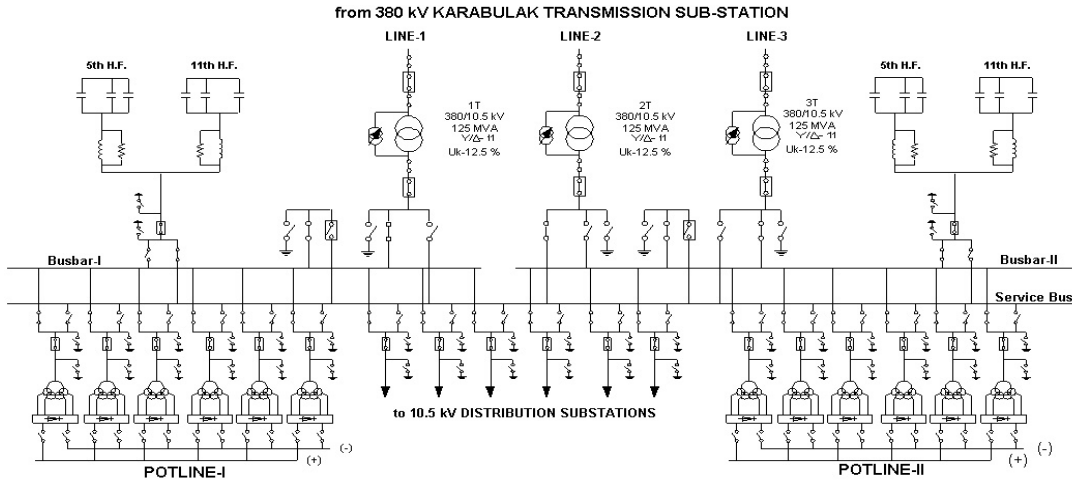 from 380 kV KARABULAK TRANSMISSION SUB-STATION
LINE-1
LINE-2
LINE-3
5th H.F.
11th H.F.
5th H.F.
11th H.F.
1T
380/10.5 kV
125 MVA
Y/Δ- 11
Uk-12.5 %
2T
380/10.5 kV
125 MVA
Y/Δ- 11
Uk-12.5 %
3T
380/10.5 kV
125 MVA
Y/Δ- 11
Uk-12.5 %
Busbar-I
Busbar-II
Service Bus
to 10.5 kV DISTRIBUTION SUBSTATIONS
(-)
(+)
POTLINE-I
(-)
(+)
POTLINE-II